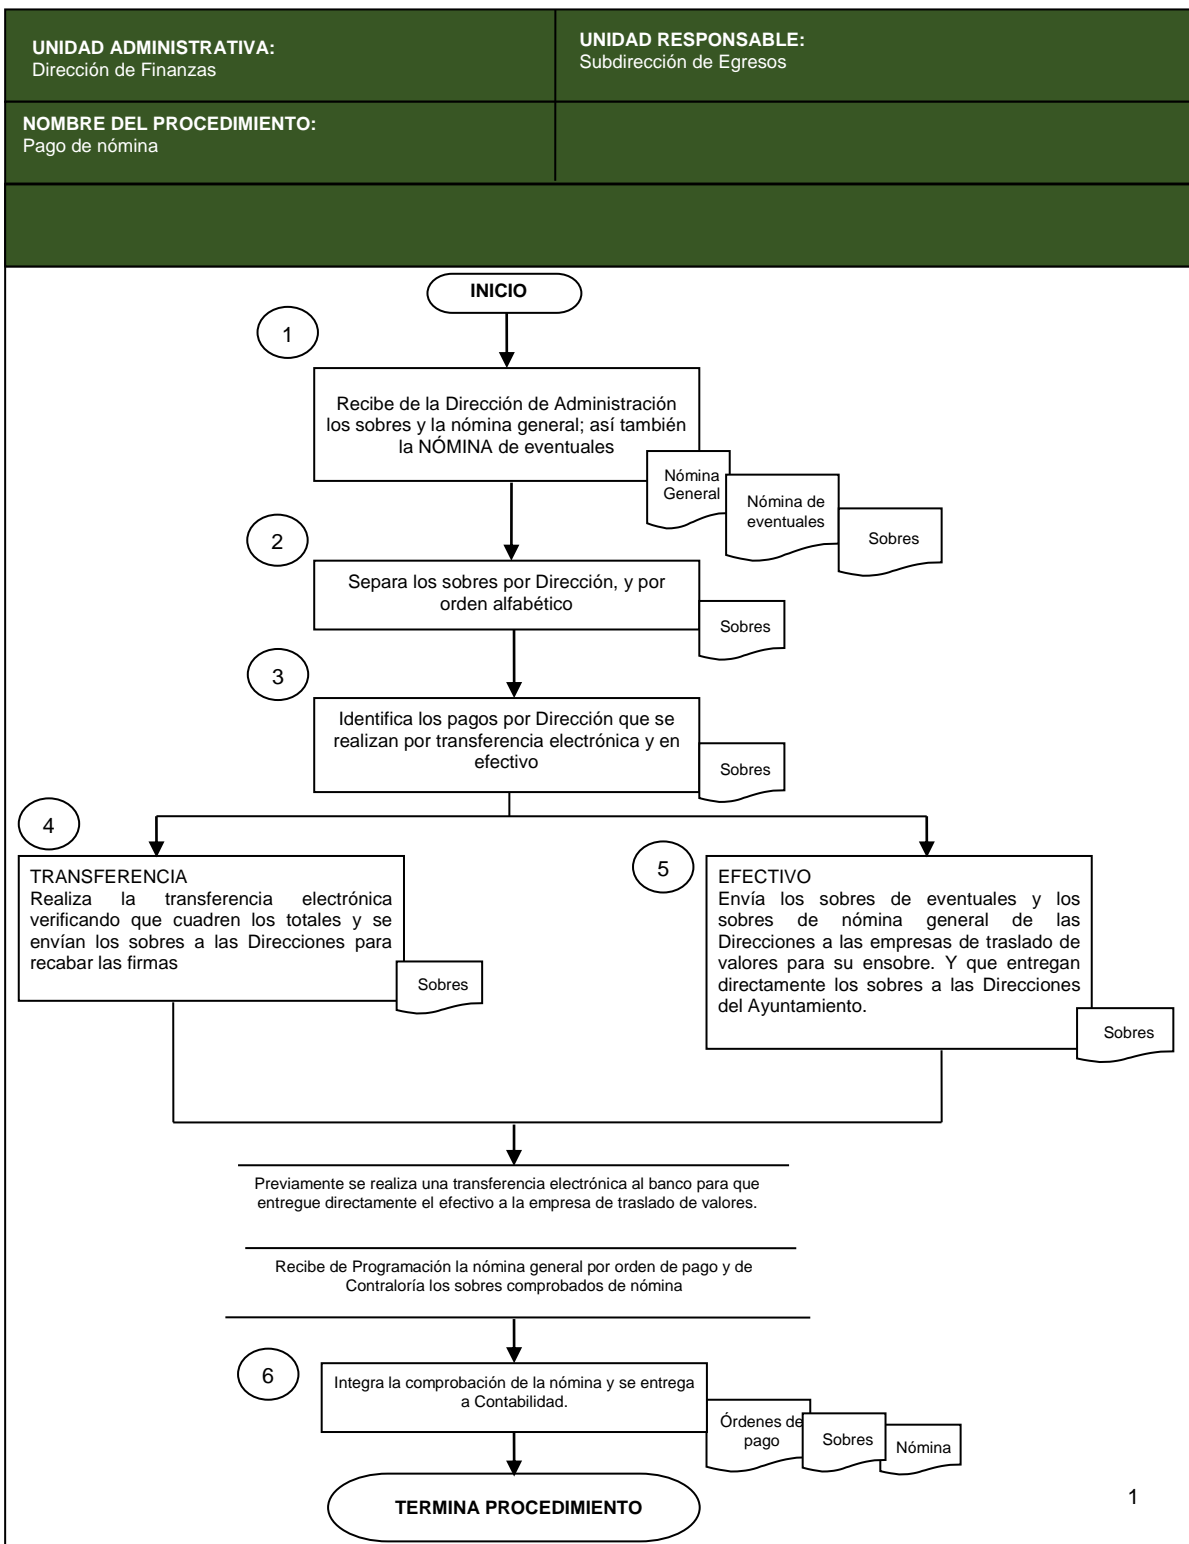 UNIDAD ADMINISTRATIVA:
Dirección de Finanzas
UNIDAD RESPONSABLE:
Subdirección de Egresos
NOMBRE DEL PROCEDIMIENTO:
Pago de nómina
INICIO
1
Recibe de la Dirección de Administración
los sobres y la nómina general; así también
la NÓMINA de eventuales
Nómina
General
Nómina de
eventuales
Sobres
2
Separa los sobres por Dirección, y por
orden alfabético
Sobres
3
Identifica los pagos por Dirección que se
realizan por transferencia electrónica y en
efectivo
Sobres
4
TRANSFERENCIA
Realiza la transferencia electrónica
verificando que cuadren los totales y se
envían los sobres a las Direcciones para
recabar las firmas
Sobres
5
EFECTIVO
Envía los sobres de eventuales y los
sobres de nómina general de las
Direcciones a las empresas de traslado de
valores para su ensobre. Y que entregan
directamente los sobres a las Direcciones
del Ayuntamiento.
Sobres
Previamente se realiza una transferencia electrónica al banco para que
entregue directamente el efectivo a la empresa de traslado de valores.
Recibe de Programación la nómina general por orden de pago y de
Contraloría los sobres comprobados de nómina
6
Integra la comprobación de la nómina y se entrega
a Contabilidad.
Órdenes de
pago
Sobres
Nómina
TERMINA PROCEDIMIENTO
1